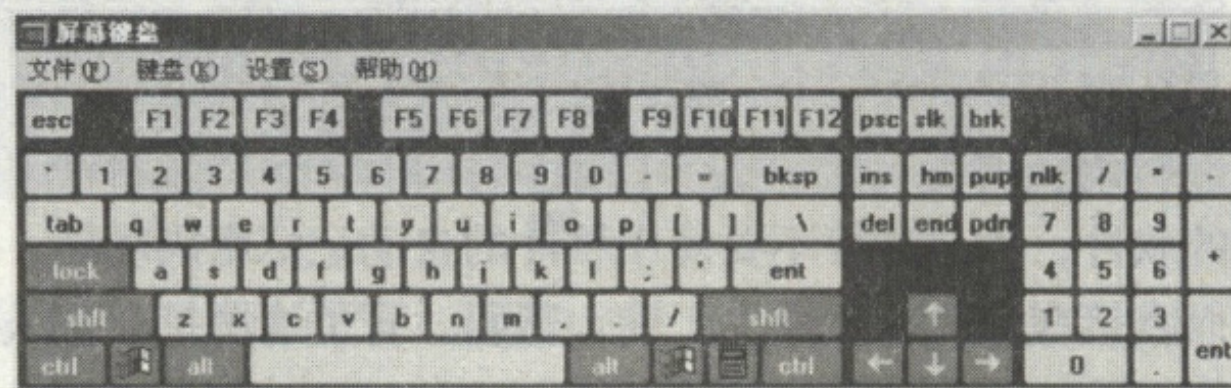 屏幕键盘
文件(F) 键盘(K) 设置(S) 帮助(H)
esc F1 F2 F3 F4 F5 F6 F7 F8 F9 F10 F11 F12 psc slk brk
` 1 2 3 4 5 6 7 8 9 0 - = bksp ins hm pup nlk / * -
tab q w e r t y u i o p [ ] \ del end pdn 7 8 9 +
lock a s d f g h j k l ; ' ent 4 5 6
shft z x c v b n m , . / shft ↑ 1 2 3 ent
ctrl alt alt ctrl ← ↓ → 0 .